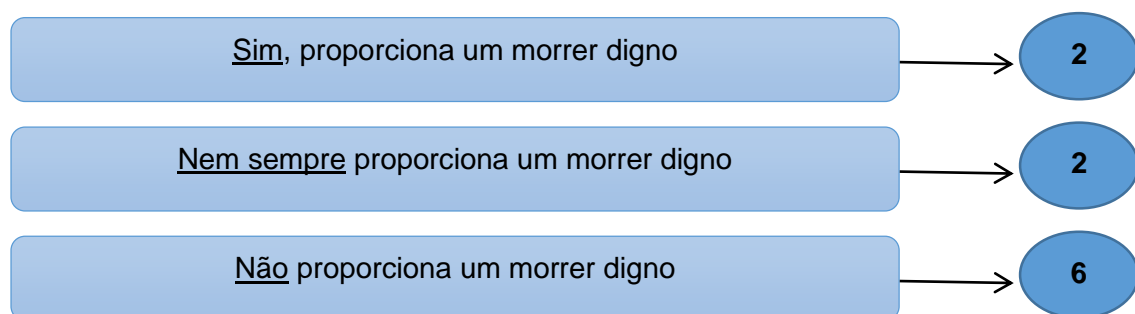 Sim, proporciona um morrer digno
2
Nem sempre proporciona um morrer digno
2
Não proporciona um morrer digno
6